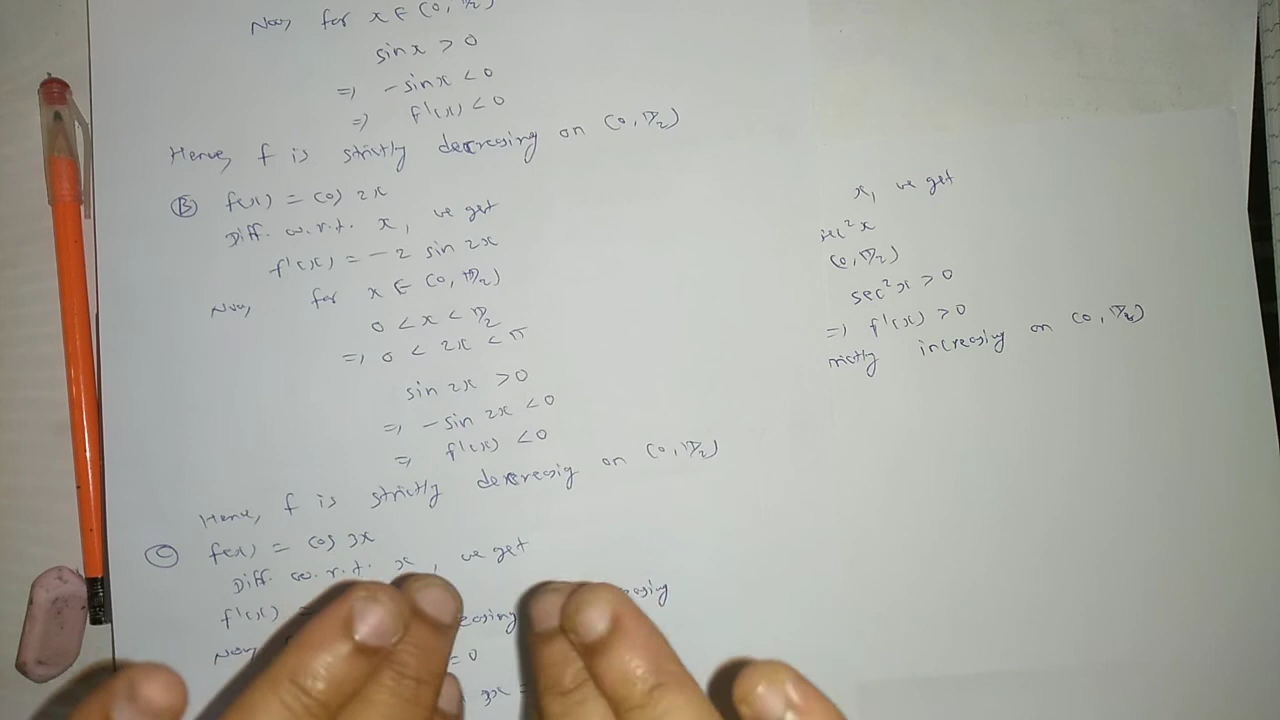 Now, for x ∈ (0, π/2)
sin x > 0
⇒ - sin x < 0
⇒ f'(x) < 0
Hence, f is strictly decreasing on (0, π/2)
(B) f(x) = cos 2x
Diff. w.r.t. x, we get
f'(x) = - 2 sin 2x
Now, for x ∈ (0, π/2)
0 < x < π/2
⇒ 0 < 2x < π
sin 2x > 0
⇒ - sin 2x < 0
⇒ f'(x) < 0
Hence, f is strictly decreasig on (0, π/2)
(C) f(x) = cos 3x
Diff. w.r.t. x, we get
f'(x) =
Now,
= 0
3x =
x, we get
sec² x
(0, π/2)
sec² x > 0
⇒ f'(x) > 0
increasing on (0, π/2)